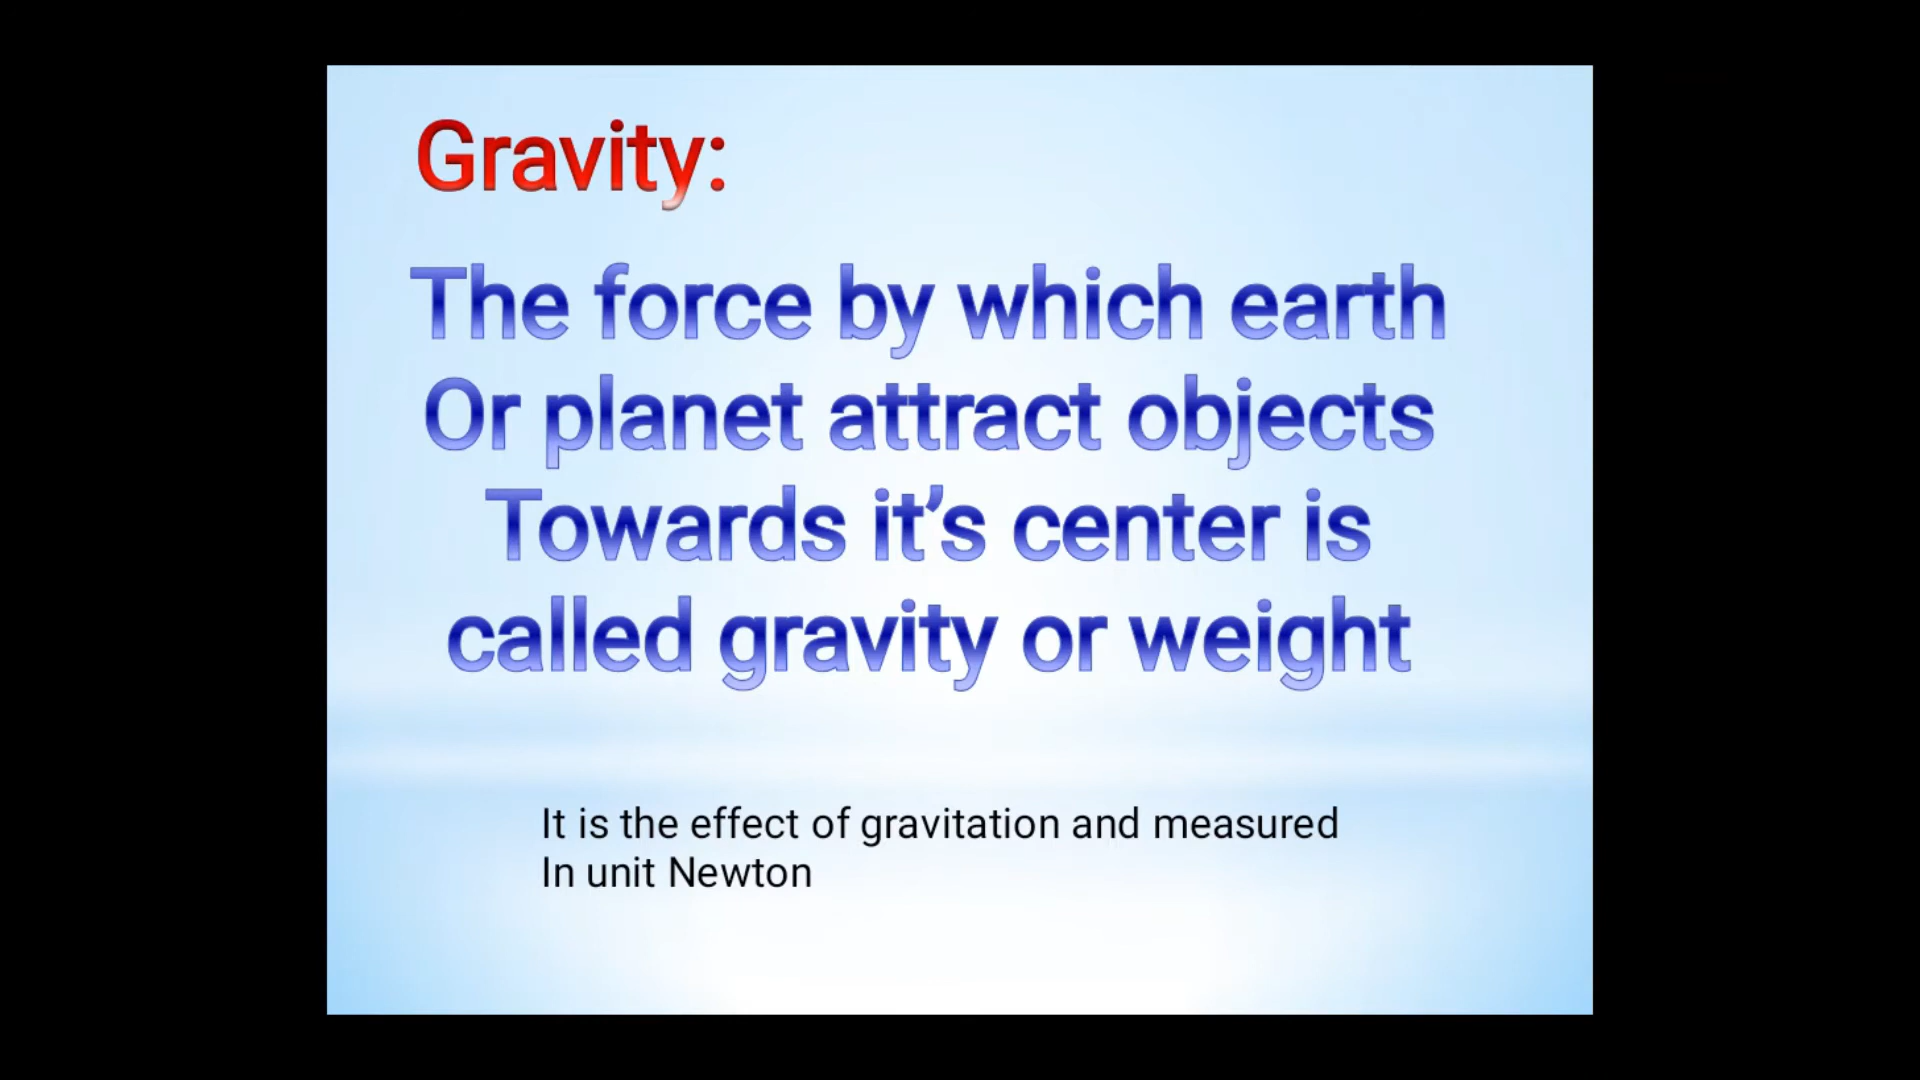 Gravity:
The force by which earth
Or planet attract objects
Towards it’s center is
called gravity or weight
It is the effect of gravitation and measured
In unit Newton